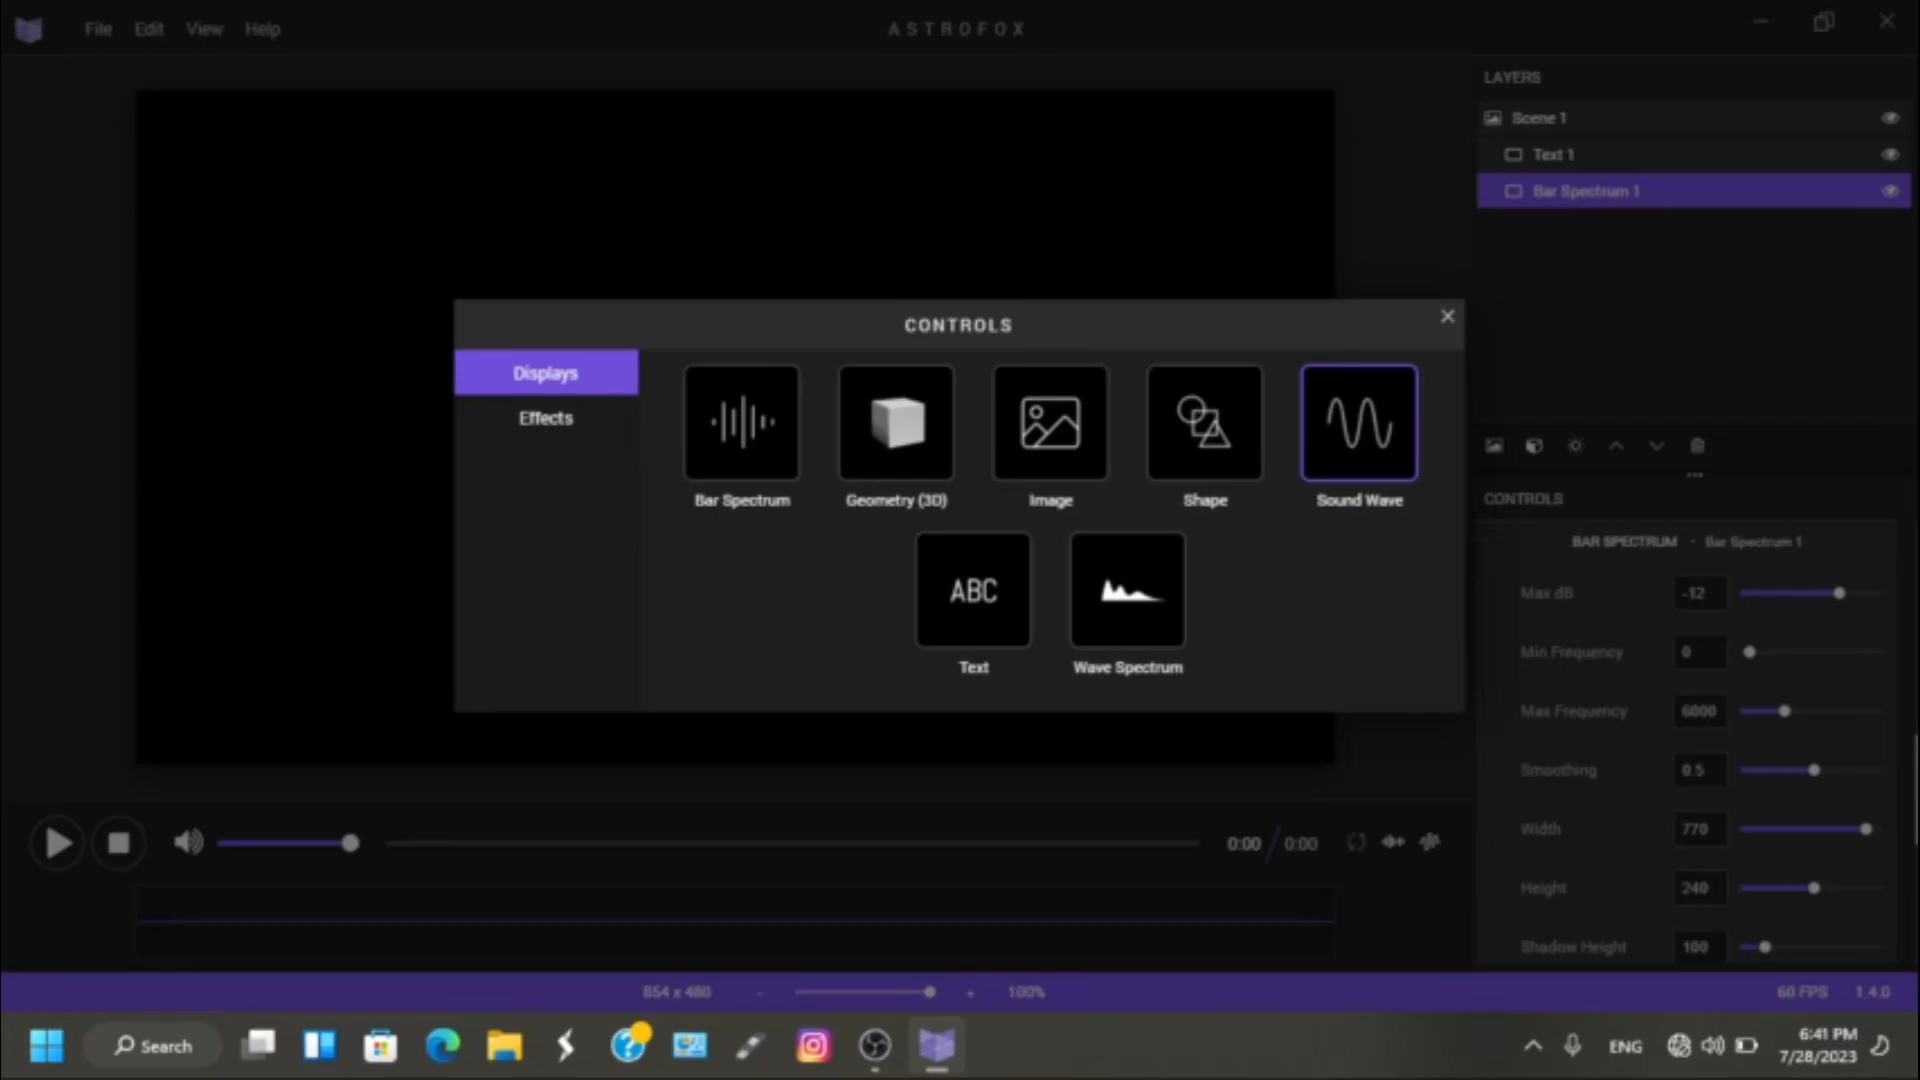 File Edit View Help
ASTROFOX
LAYERS
Scene 1
Text 1
Bar Spectrum 1
CONTROLS
Displays
Effects
Bar Spectrum
Geometry (3D)
Image
Shape
Sound Wave
ABC
Text
Wave Spectrum
CONTROLS
BAR SPECTRUM - Bar Spectrum 1
Max dB -12
Min Frequency 0
Max Frequency 6000
Smoothing 0.5
Width 770
Height 240
Shadow Height 100
0:00 / 0:00
854 x 480 - + 100%
60 FPS 1.4.0
Search
ENG
6:41 PM
7/28/2023